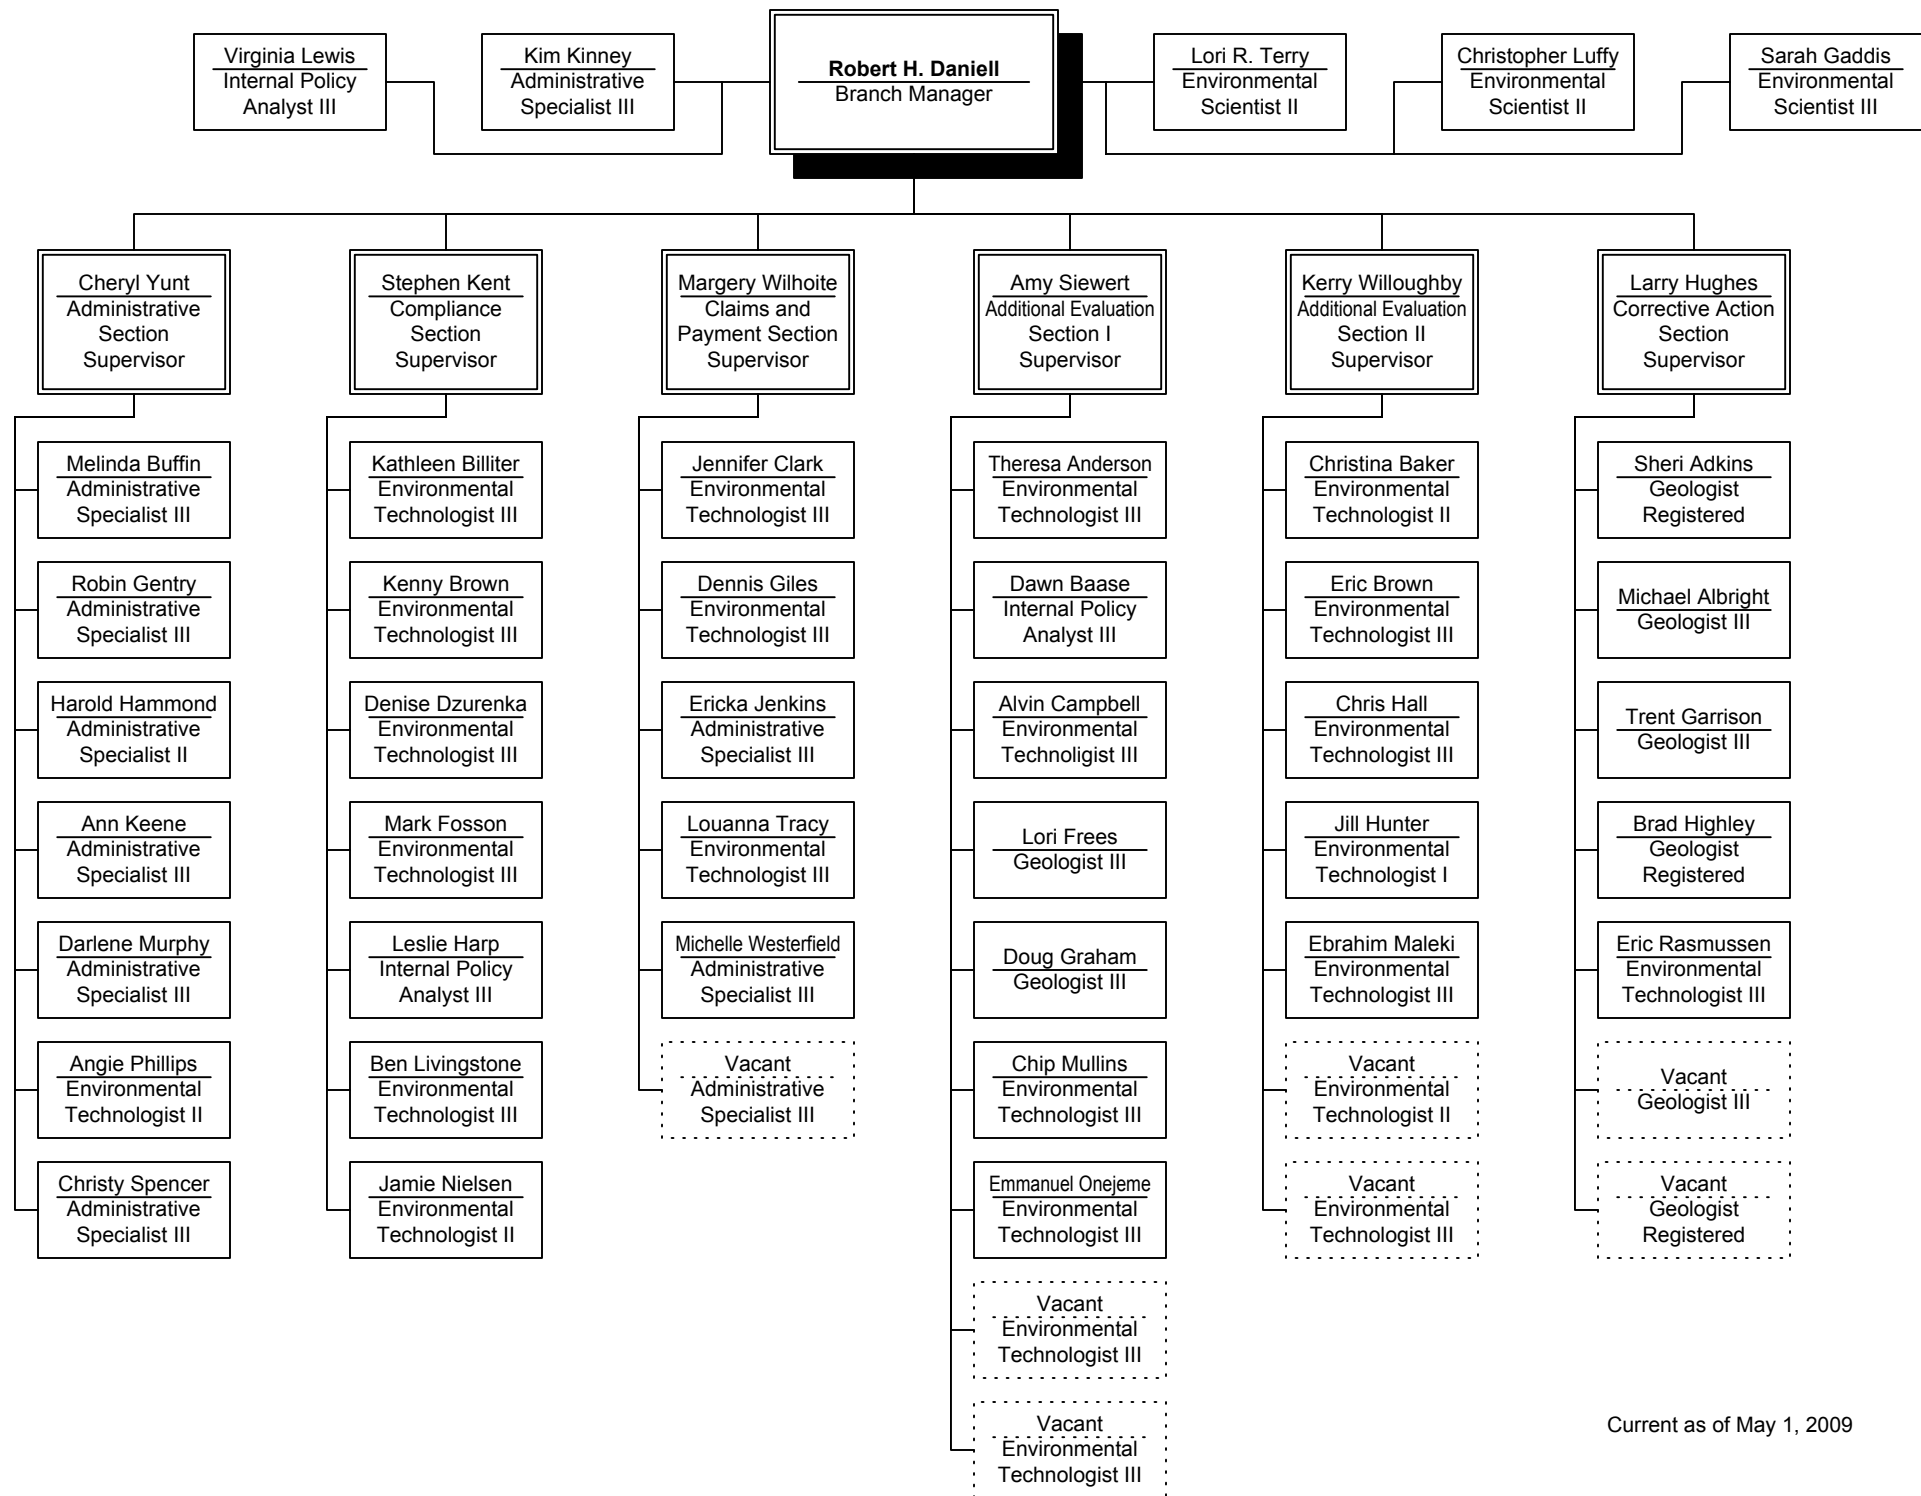 Virginia Lewis
Internal Policy
Analyst III
Kim Kinney
Administrative
Specialist III
Robert H. Daniell
Branch Manager
Lori R. Terry
Environmental
Scientist II
Christopher Luffy
Environmental
Scientist II
Sarah Gaddis
Environmental
Scientist III
Cheryl Yunt
Administrative
Section
Supervisor
Melinda Buffin
Administrative
Specialist III
Robin Gentry
Administrative
Specialist III
Harold Hammond
Administrative
Specialist II
Ann Keene
Administrative
Specialist III
Darlene Murphy
Administrative
Specialist III
Angie Phillips
Environmental
Technologist II
Christy Spencer
Administrative
Specialist III
Stephen Kent
Compliance
Section
Supervisor
Kathleen Billiter
Environmental
Technologist III
Kenny Brown
Environmental
Technologist III
Denise Dzurenka
Environmental
Technologist III
Mark Fosson
Environmental
Technologist III
Leslie Harp
Internal Policy
Analyst III
Ben Livingstone
Environmental
Technologist III
Jamie Nielsen
Environmental
Technologist II
Margery Wilhoite
Claims and
Payment Section
Supervisor
Jennifer Clark
Environmental
Technologist III
Dennis Giles
Environmental
Technologist III
Ericka Jenkins
Administrative
Specialist III
Louanna Tracy
Environmental
Technologist III
Michelle Westerfield
Administrative
Specialist III
Vacant
Administrative
Specialist III
Amy Siewert
Additional Evaluation
Section I
Supervisor
Theresa Anderson
Environmental
Technologist III
Dawn Baase
Internal Policy
Analyst III
Alvin Campbell
Environmental
Technoligist III
Lori Frees
Geologist III
Doug Graham
Geologist III
Chip Mullins
Environmental
Technologist III
Emmanuel Onejeme
Environmental
Technologist III
Vacant
Environmental
Technologist III
Vacant
Environmental
Technologist III
Kerry Willoughby
Additional Evaluation
Section II
Supervisor
Christina Baker
Environmental
Technologist II
Eric Brown
Environmental
Technologist III
Chris Hall
Environmental
Technologist III
Jill Hunter
Environmental
Technologist I
Ebrahim Maleki
Environmental
Technologist III
Vacant
Environmental
Technologist II
Vacant
Environmental
Technologist III
Larry Hughes
Corrective Action
Section
Supervisor
Sheri Adkins
Geologist
Registered
Michael Albright
Geologist III
Trent Garrison
Geologist III
Brad Highley
Geologist
Registered
Eric Rasmussen
Environmental
Technologist III
Vacant
Geologist III
Vacant
Geologist
Registered
Current as of May 1, 2009